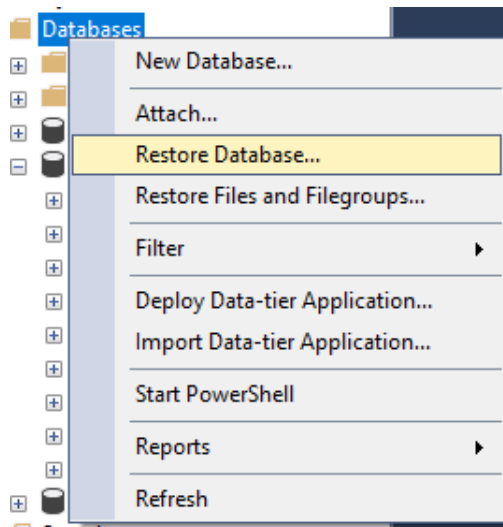 Databases
New Database...
Attach...
Restore Database...
Restore Files and Filegroups...
Filter
Deploy Data-tier Application...
Import Data-tier Application...
Start PowerShell
Reports
Refresh